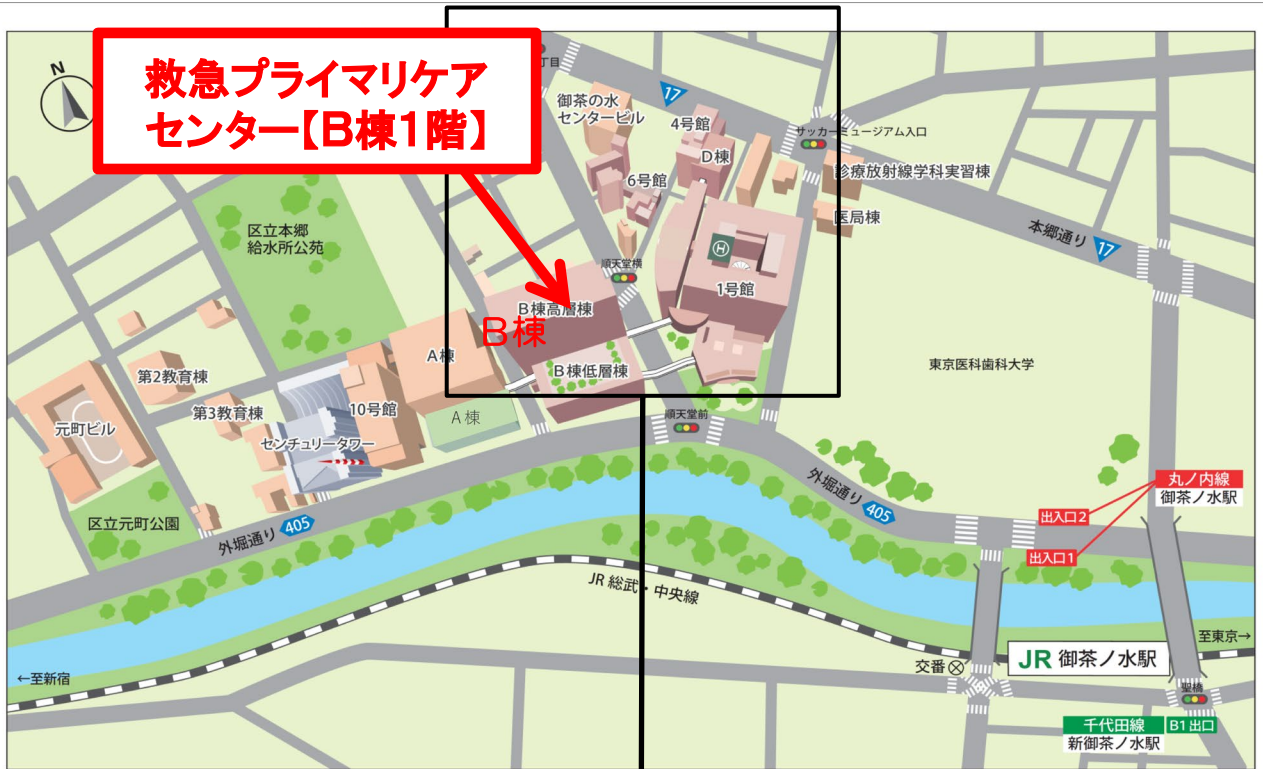 救急プライマリケア
センター【B棟1階】
N
丁目
17
御茶の水
センタービル
4号館
D棟
サッカーミュージアム入口
6号館
診療放射線学科実習棟
医局棟
区立本郷
給水所公苑
本郷通り 17
順天堂横
H
1号館
B棟高層棟
B棟
A棟
B棟低層棟
東京医科歯科大学
第2教育棟
第3教育棟
10号館
A棟
順天堂前
元町ビル
センチュリータワー
外堀通り 405
丸ノ内線
御茶ノ水駅
出入口2
区立元町公園
外堀通り 405
出入口1
JR 総武・中央線
至東京→
交番
JR 御茶ノ水駅
←至新宿
聖橋
千代田線 B1出口
新御茶ノ水駅